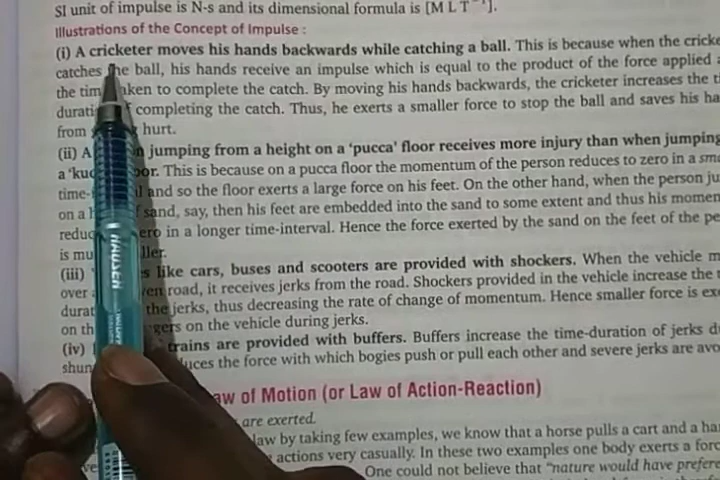 SI unit of impulse is N-s and its dimensional formula is [M L T⁻¹].
Illustrations of the Concept of Impulse :
(i) A cricketer moves his hands backwards while catching a ball. This is because when the cricke
catches the ball, his hands receive an impulse which is equal to the product of the force applied a
the tim aken to complete the catch. By moving his hands backwards, the cricketer increases the t
durati completing the catch. Thus, he exerts a smaller force to stop the ball and saves his ha
from hurt.
(ii) A n jumping from a height on a 'pucca' floor receives more injury than when jumping
a 'kuc oor. This is because on a pucca floor the momentum of the person reduces to zero in a sma
time- l and so the floor exerts a large force on his feet. On the other hand, when the person ju
on a h f sand, say, then his feet are embedded into the sand to some extent and thus his momen
reduc ero in a longer time-interval. Hence the force exerted by the sand on the feet of the pe
is mu ller.
(iii) s like cars, buses and scooters are provided with shockers. When the vehicle m
over ven road, it receives jerks from the road. Shockers provided in the vehicle increase the t
durat the jerks, thus decreasing the rate of change of momentum. Hence smaller force is ex
on th gers on the vehicle during jerks.
(iv) trains are provided with buffers. Buffers increase the time-duration of jerks d
shun uces the force with which bogies push or pull each other and severe jerks are avo
aw of Motion (or Law of Action-Reaction)
are exerted.
law by taking few examples, we know that a horse pulls a cart and a ha
actions very casually. In these two examples one body exerts a forc
ve One could not believe that "nature would have prefere
HAUSER